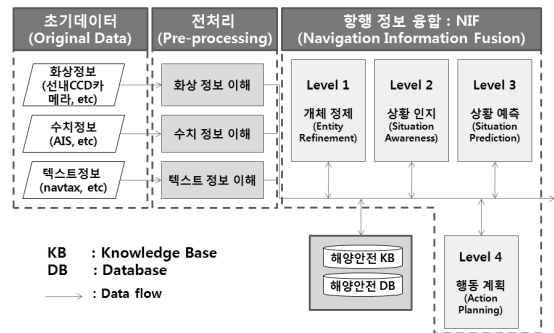 초기데이터
(Original Data)
전처리
(Pre-processing)
항행 정보 융합 : NIF
(Navigation Information Fusion)
화상정보
(선내CCD카
메라, etc)
수치정보
(AIS, etc)
텍스트정보
(navtax, etc)
화상 정보 이해
수치 정보 이해
텍스트 정보 이해
Level 1
개체 정제
(Entity
Refinement)
Level 2
상황 인지
(Situation
Awareness)
Level 3
상황 예측
(Situation
Prediction)
해양안전 KB
해양안전 DB
Level 4
행동 계획
(Action
Planning)
KB : Knowledge Base
DB : Database
: Data flow